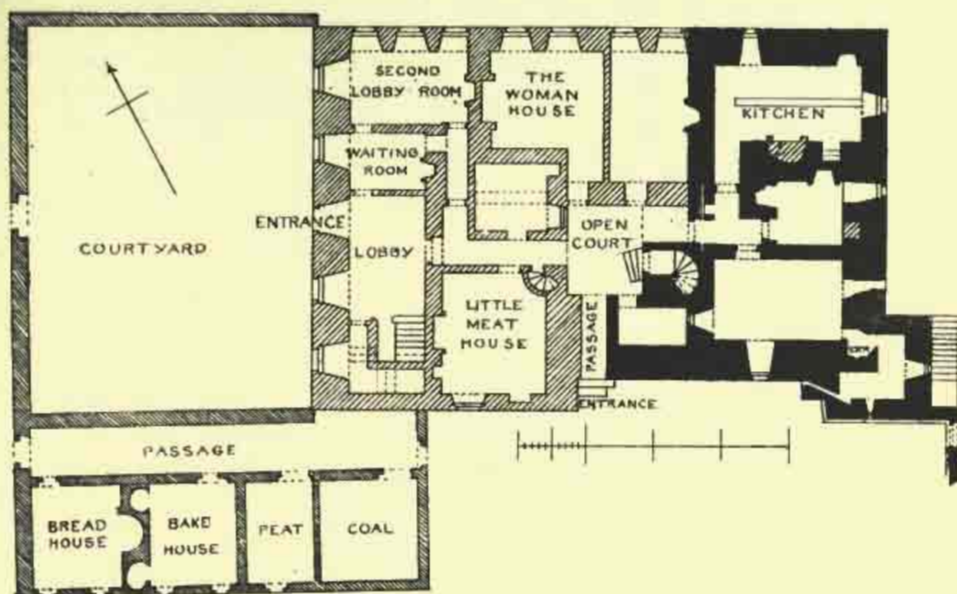 SECOND
LOBBY ROOM
THE
WOMAN
HOUSE
KITCHEN
WAITING
ROOM
ENTRANCE
COURTYARD
LOBBY
OPEN
COURT
LITTLE
MEAT
HOUSE
PASSAGE
ENTRANCE
PASSAGE
BREAD
HOUSE
BAKE
HOUSE
PEAT
COAL